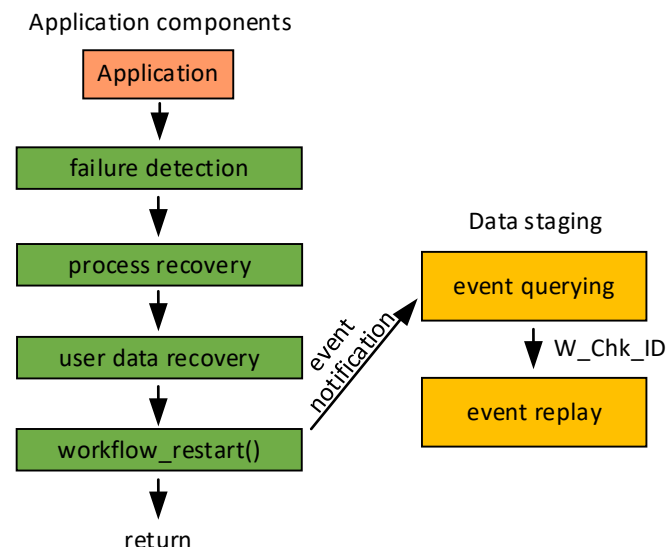 Application components
Application
failure detection
process recovery
user data recovery
workflow_restart()
return
event
notification
Data staging
event querying
W_Chk_ID
event replay